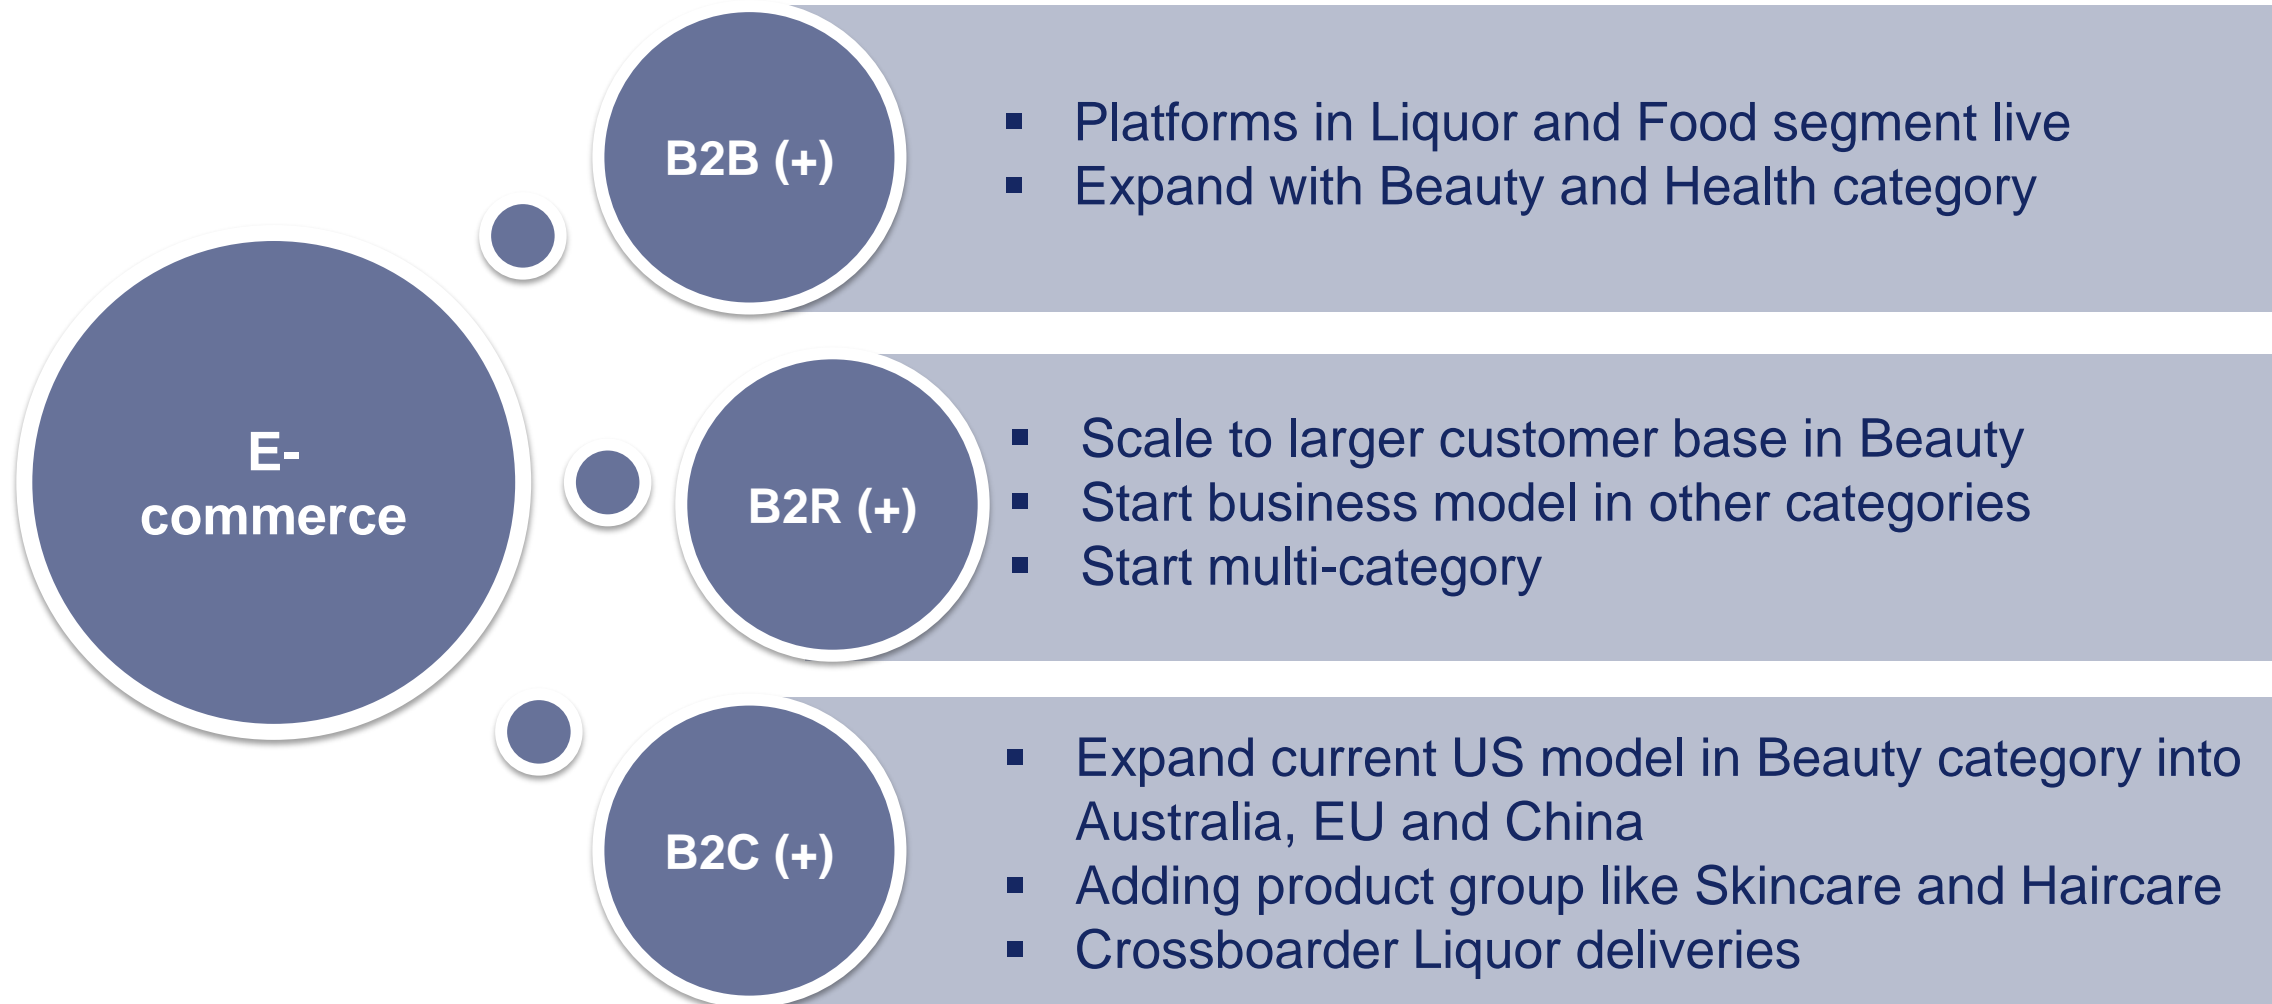 E-
commerce
B2B (+)
▪ Platforms in Liquor and Food segment live
▪ Expand with Beauty and Health category
B2R (+)
▪ Scale to larger customer base in Beauty
▪ Start business model in other categories
▪ Start multi-category
B2C (+)
▪ Expand current US model in Beauty category into
Australia, EU and China
▪ Adding product group like Skincare and Haircare
▪ Crossboarder Liquor deliveries